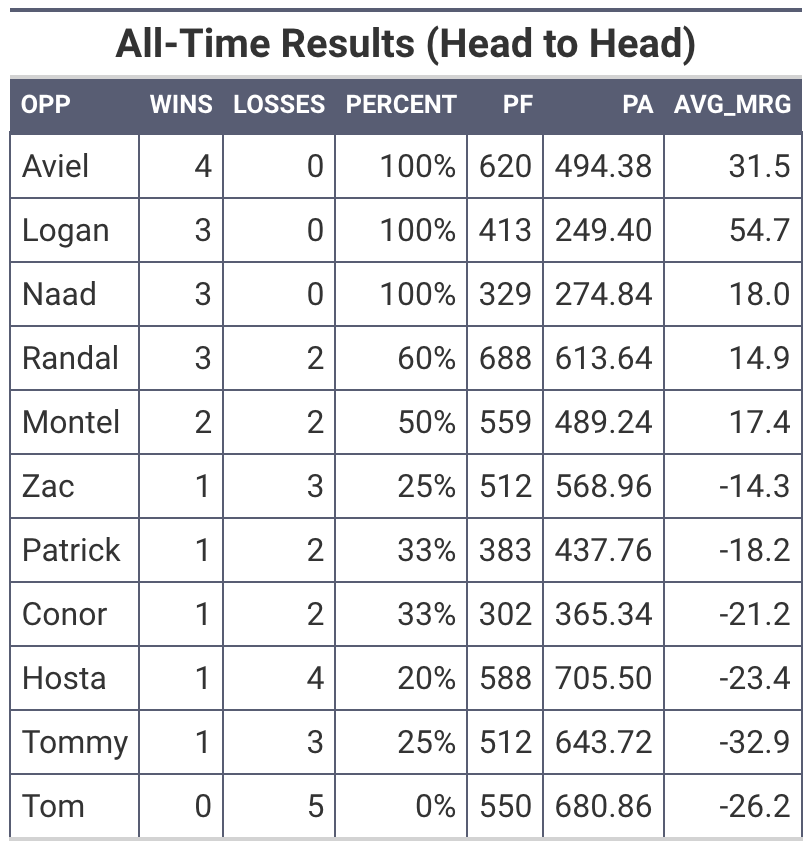 All-Time Results (Head to Head)
OPP WINS LOSSES PERCENT PF PA AVG_MRG
Aviel 4 0 100% 620 494.38 31.5
Logan 3 0 100% 413 249.40 54.7
Naad 3 0 100% 329 274.84 18.0
Randal 3 2 60% 688 613.64 14.9
Montel 2 2 50% 559 489.24 17.4
Zac 1 3 25% 512 568.96 -14.3
Patrick 1 2 33% 383 437.76 -18.2
Conor 1 2 33% 302 365.34 -21.2
Hosta 1 4 20% 588 705.50 -23.4
Tommy 1 3 25% 512 643.72 -32.9
Tom 0 5 0% 550 680.86 -26.2